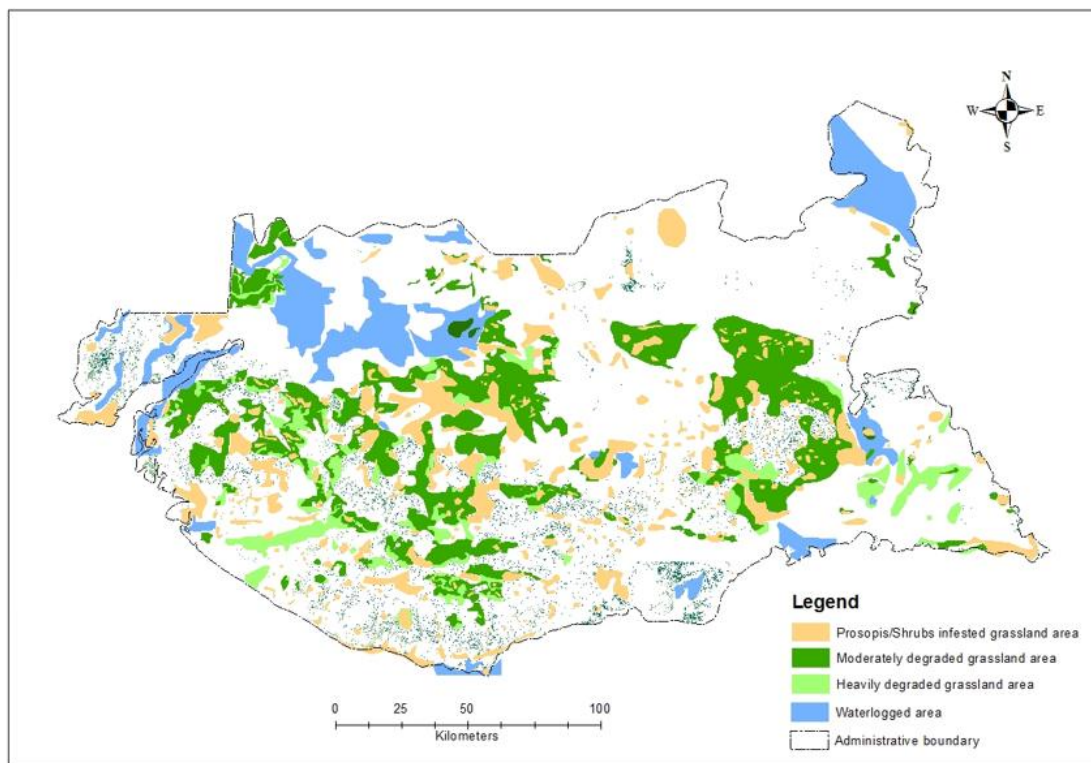 N
W E
S
Legend
Prosopis/Shrubs infested grassland area
Moderately degraded grassland area
Heavily degraded grassland area
Waterlogged area
Administrative boundary
0 25 50 100
Kilometers